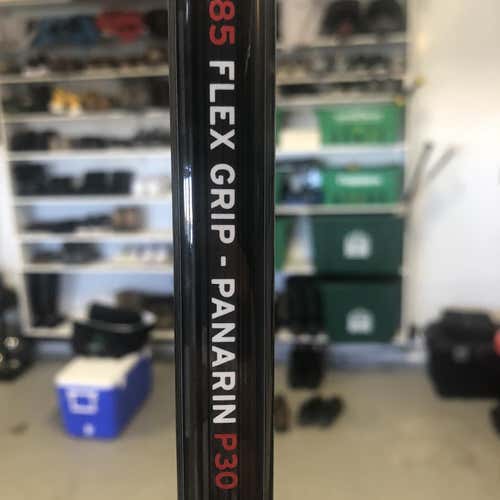 85 FLEX GRIP - PANARIN P30